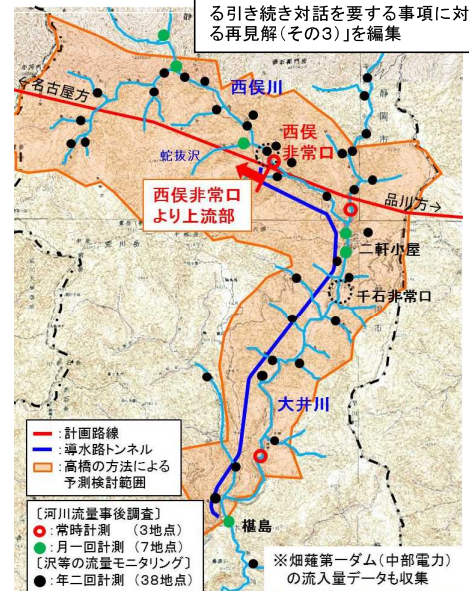 る引き続き対話を要する事項に対
る再見解(その3)」を編集
←名古屋方
西俣川
静岡市
西俣
非常口
蛇抜沢
西俣非常口
より上流部
品川方→
二軒小屋
千石非常口
大井川
:計画路線
:導水路トンネル
:高橋の方法による
予測検討範囲
〔河川流量事後調査〕
:常時計測 (3地点)
:月一回計測 (7地点)
〔沢等の流量モニタリング〕
:年二回計測 (38地点)
椹島
※畑薙第一ダム(中部電力)
の流入量データも収集